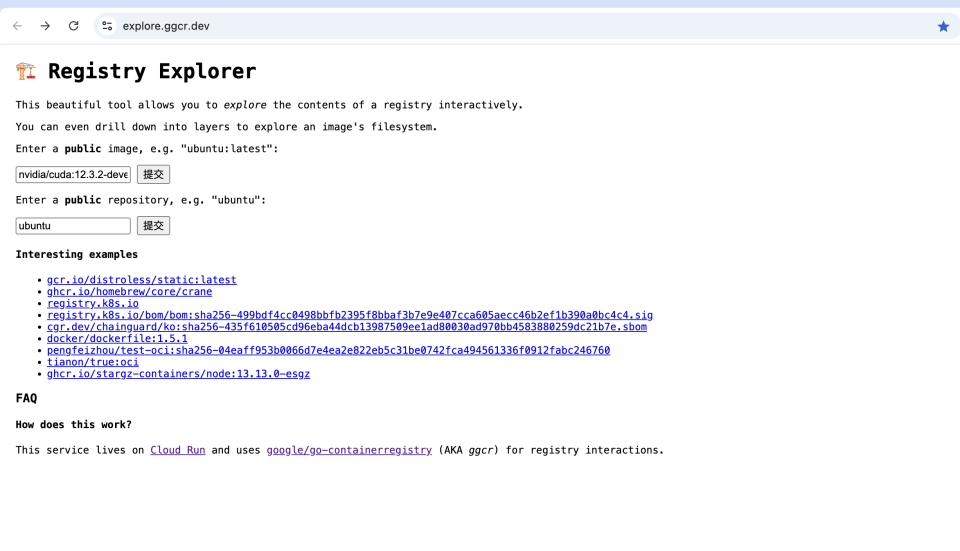 explore.ggcr.dev
Registry Explorer
This beautiful tool allows you to explore the contents of a registry interactively.
You can even drill down into layers to explore an image's filesystem.
Enter a public image, e.g. "ubuntu:latest":
nvidia/cuda:12.3.2-deve 提交
Enter a public repository, e.g. "ubuntu":
ubuntu 提交
Interesting examples
gcr.io/distroless/static:latest
ghcr.io/homebrew/core/crane
registry.k8s.io
registry.k8s.io/bom/bom:sha256-499bdf4cc0498bbfb2395f8bbaf3b7e9e407cca605aecc46b2ef1b390a0bc4c4.sig
cgr.dev/chainguard/ko:sha256-435f610505cd96eba44dcb13987509ee1ad80030ad970bb4583880259dc21b7e.sbom
docker/dockerfile:1.5.1
pengfeizhou/test-oci:sha256-04eaff953b0066d7e4ea2e822eb5c31be0742fca494561336f0912fabc246760
tianon/true:oci
ghcr.io/stargz-containers/node:13.13.0-esgz
FAQ
How does this work?
This service lives on Cloud Run and uses google/go-containerregistry (AKA ggcr) for registry interactions.